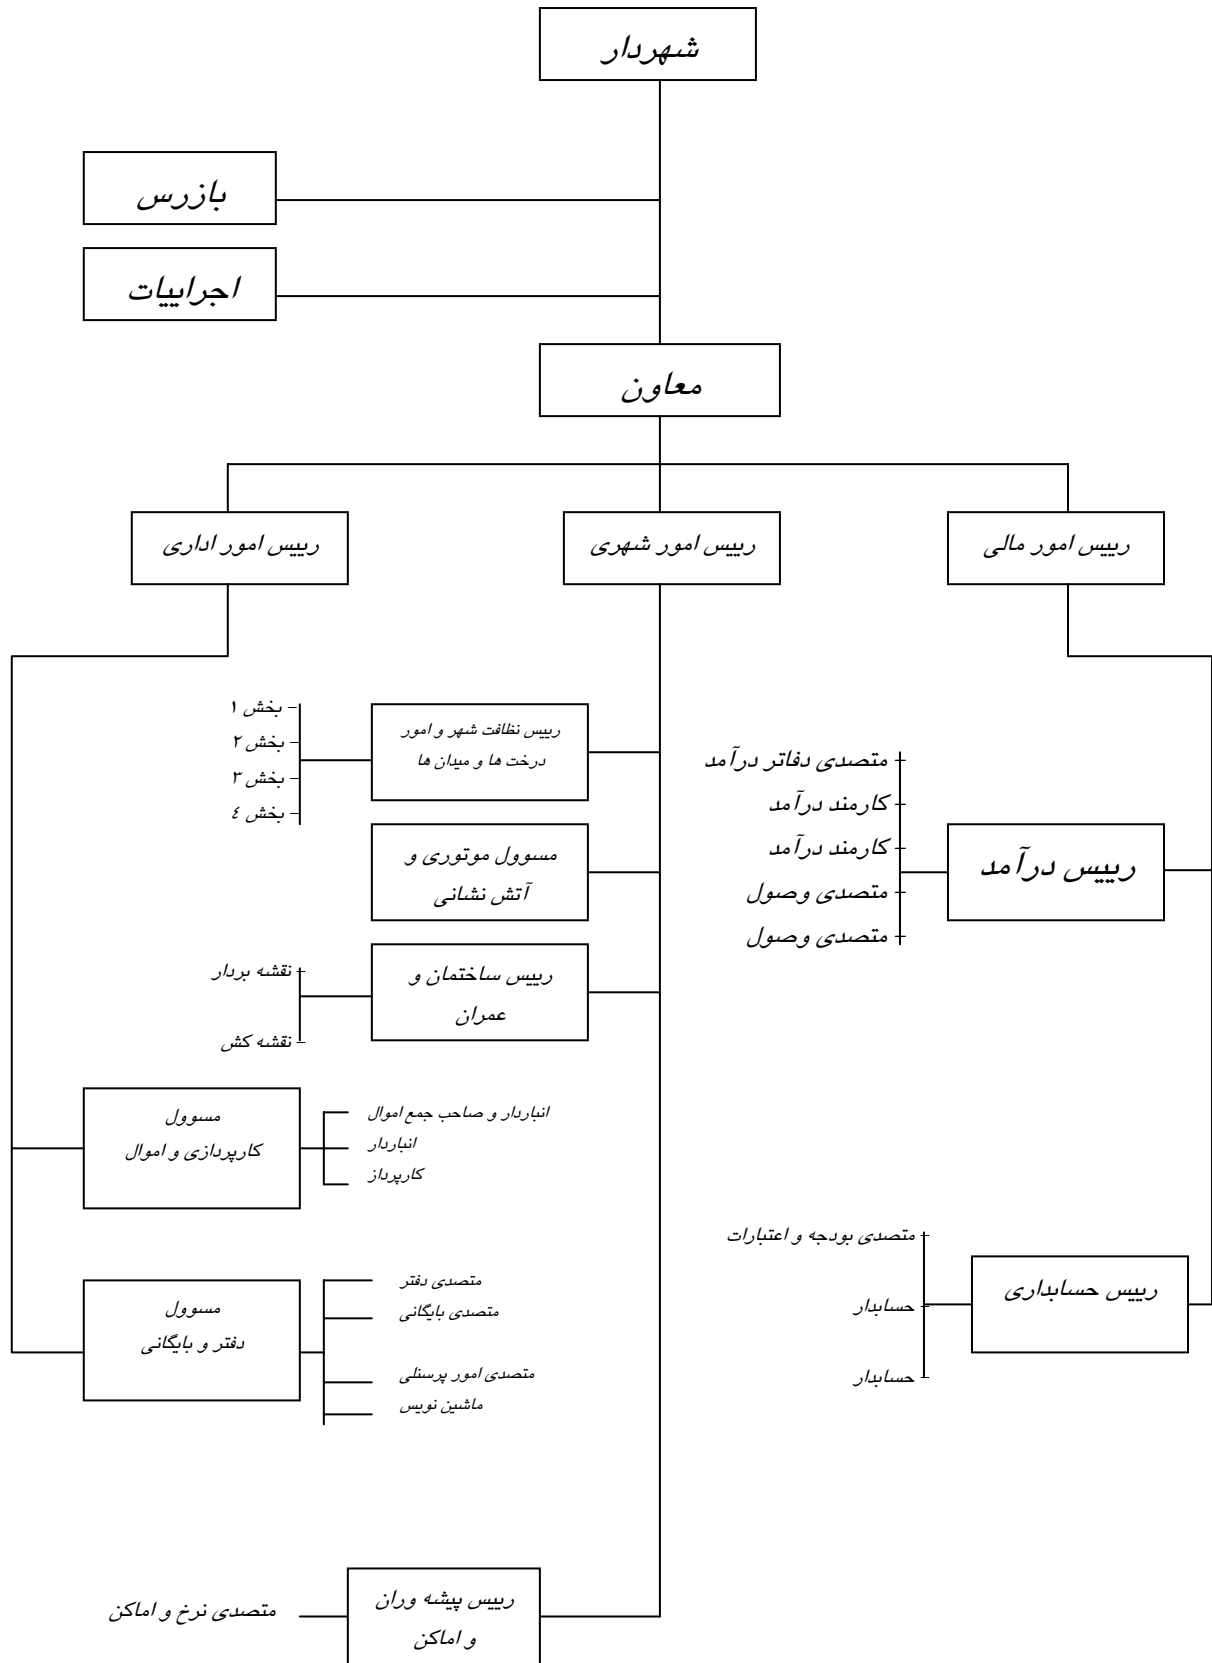 شهردار
بازرس
اجراییات
معاون
رییس امور مالی
رییس امور شهری
رییس امور اداری
رییس نظافت شهر و امور
درخت ها و میدان ها
بخش ۱
بخش ۲
بخش ۳
بخش ٤
متصدی دفاتر درآمد
کارمند درآمد
کارمند درآمد
متصدی وصول
متصدی وصول
رییس درآمد
مسوول موتوری و
آتش نشانی
رییس ساختمان و
عمران
نقشه بردار
نقشه کش
مسوول
کارپردازی و اموال
انباردار و صاحب جمع اموال
انباردار
کارپرداز
رییس حسابداری
متصدی بودجه و اعتبارات
حسابدار
حسابدار
مسوول
دفتر و بایگانی
متصدی دفتر
متصدی بایگانی
متصدی امور پرسنلی
ماشین نویس
رییس پیشه وران
و اماکن
متصدی نرخ و اماکن